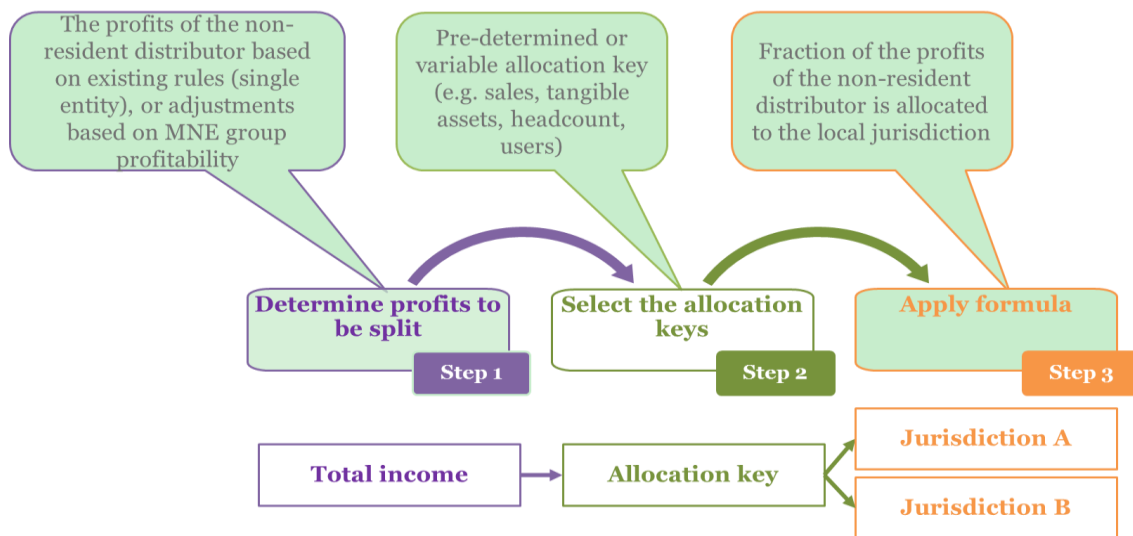 The profits of the non-
resident distributor based
on existing rules (single
entity), or adjustments
based on MNE group
profitability
Pre-determined or
variable allocation key
(e.g. sales, tangible
assets, headcount,
users)
Fraction of the profits
of the non-resident
distributor is allocated
to the local jurisdiction
Determine profits to
be split
Step 1
Select the allocation
keys
Step 2
Apply formula
Step 3
Total income
Allocation key
Jurisdiction A
Jurisdiction B